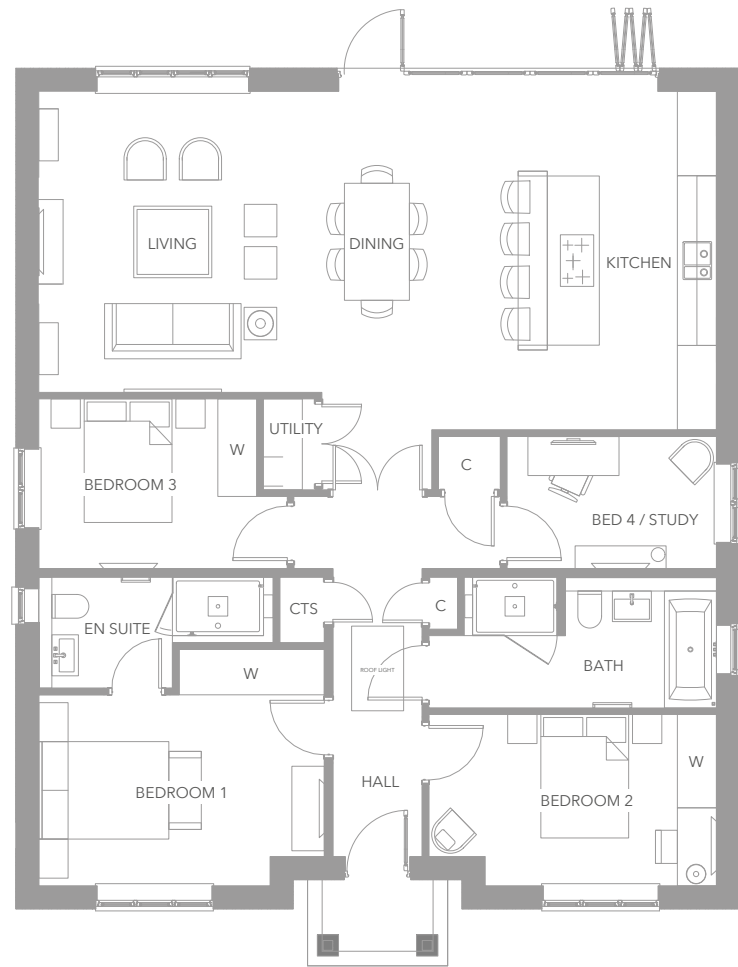 LIVING
DINING
KITCHEN
UTILITY
W
C
BEDROOM 3
BED 4 / STUDY
CTS
C
EN SUITE
W
ROOF LIGHT
BATH
BEDROOM 1
HALL
BEDROOM 2
W